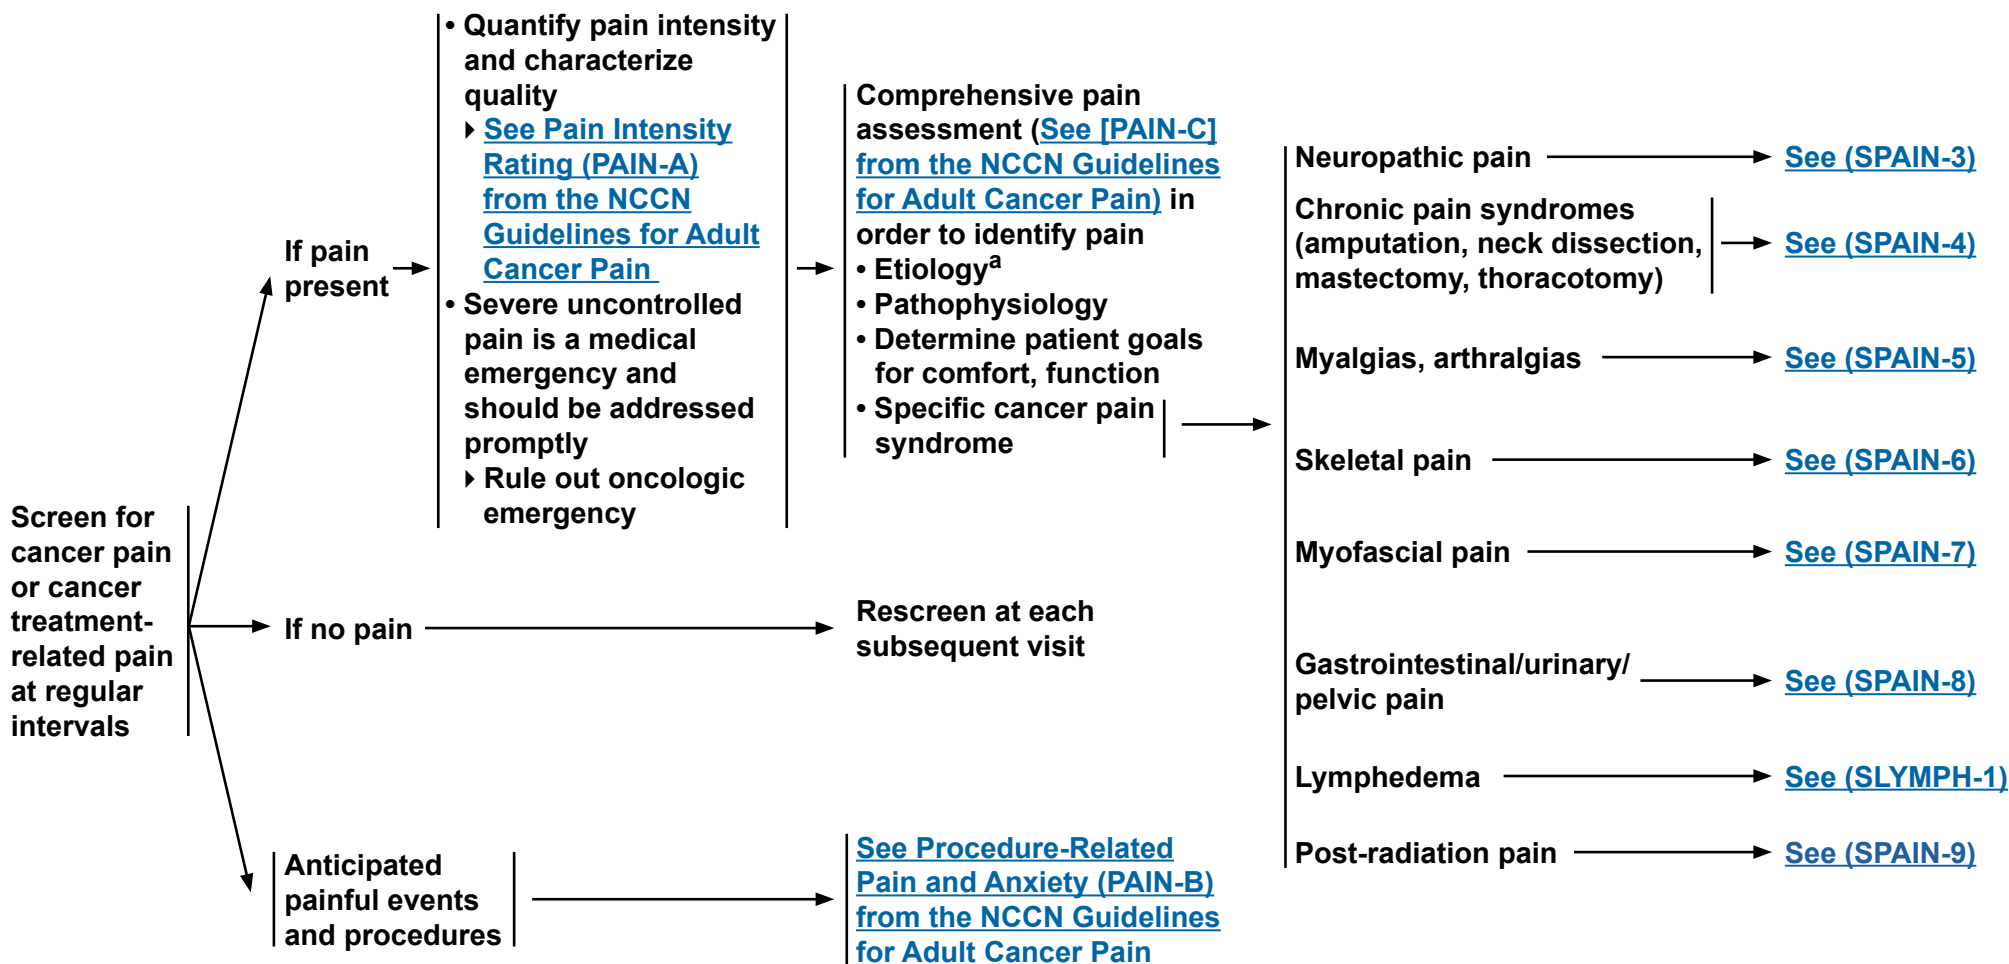 Screen for
cancer pain
or cancer
treatment-
related pain
at regular
intervals
If pain
present
• Quantify pain intensity
and characterize
quality
▸ See Pain Intensity
Rating (PAIN-A)
from the NCCN
Guidelines for Adult
Cancer Pain
• Severe uncontrolled
pain is a medical
emergency and
should be addressed
promptly
▸ Rule out oncologic
emergency
Comprehensive pain
assessment (See [PAIN-C]
from the NCCN Guidelines
for Adult Cancer Pain) in
order to identify pain
• Etiologyᵃ
• Pathophysiology
• Determine patient goals
for comfort, function
• Specific cancer pain
syndrome
Neuropathic pain
See (SPAIN-3)
Chronic pain syndromes
(amputation, neck dissection,
mastectomy, thoracotomy)
See (SPAIN-4)
Myalgias, arthralgias
See (SPAIN-5)
Skeletal pain
See (SPAIN-6)
Myofascial pain
See (SPAIN-7)
Gastrointestinal/urinary/
pelvic pain
See (SPAIN-8)
Lymphedema
See (SLYMPH-1)
Post-radiation pain
See (SPAIN-9)
If no pain
Rescreen at each
subsequent visit
Anticipated
painful events
and procedures
See Procedure-Related
Pain and Anxiety (PAIN-B)
from the NCCN Guidelines
for Adult Cancer Pain